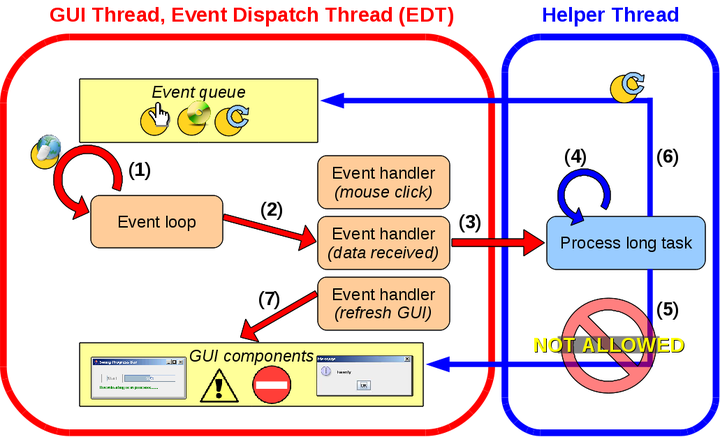 GUI Thread, Event Dispatch Thread (EDT)
Helper Thread
Event queue
(1)
Event loop
(2)
Event handler
(mouse click)
Event handler
(data received)
(3)
Event handler
(refresh GUI)
(4)
Process long task
(6)
(5)
NOT ALLOWED
(7)
GUI components
OK